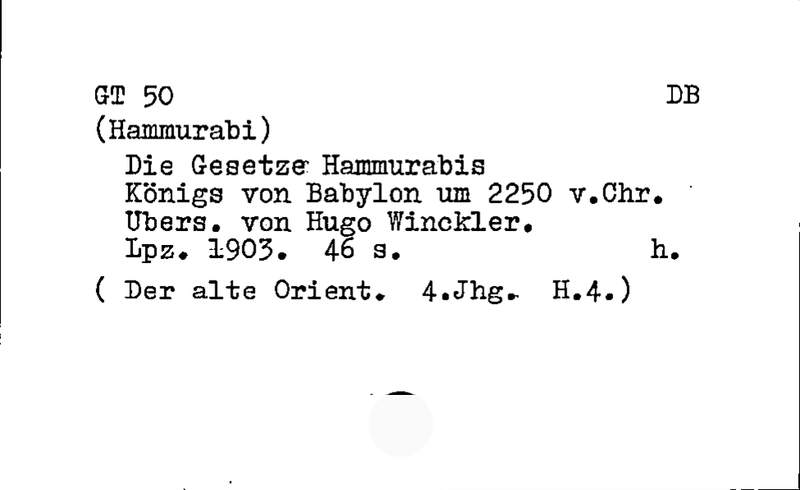 GT 50 DB
(Hammurabi)
Die Gesetze Hammurabis
Königs von Babylon um 2250 v.Chr.
Ubers. von Hugo Winckler.
Lpz. 1903. 46 s. h.
( Der alte Orient. 4.Jhg. H.4.)